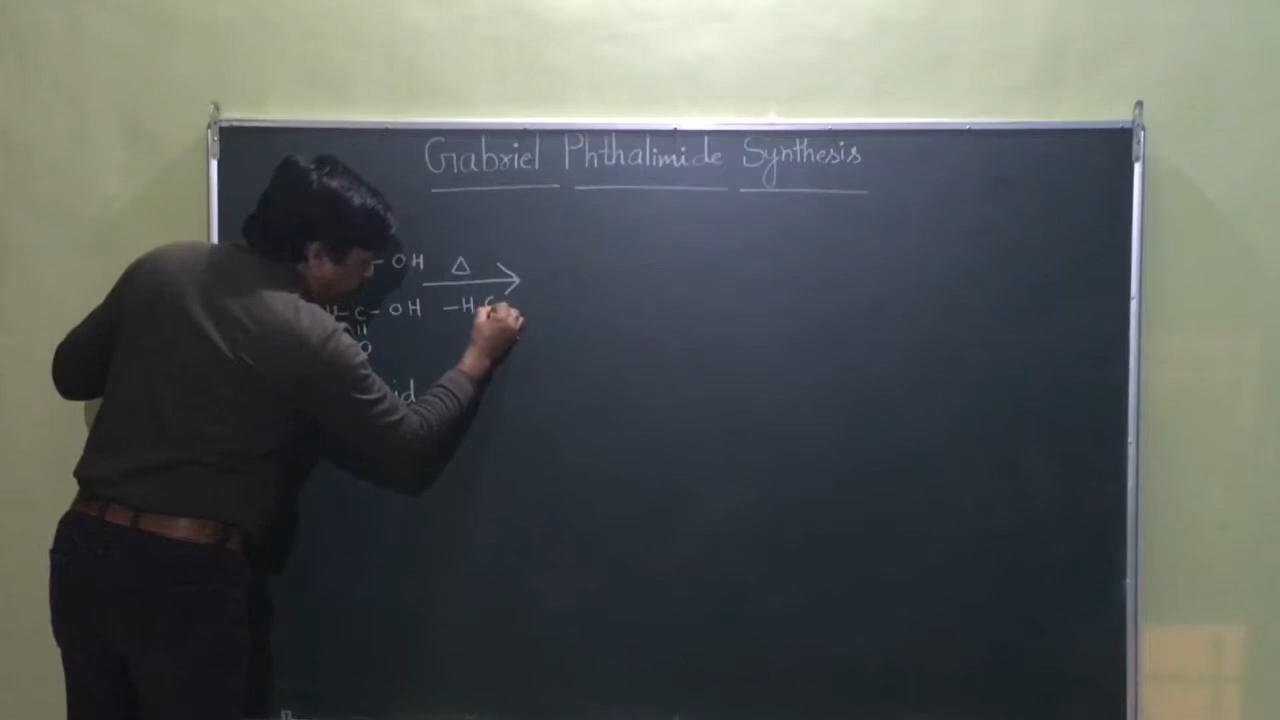 Gabriel Phthalimide Synthesis
- OH △
- C - OH —H
||
O
id